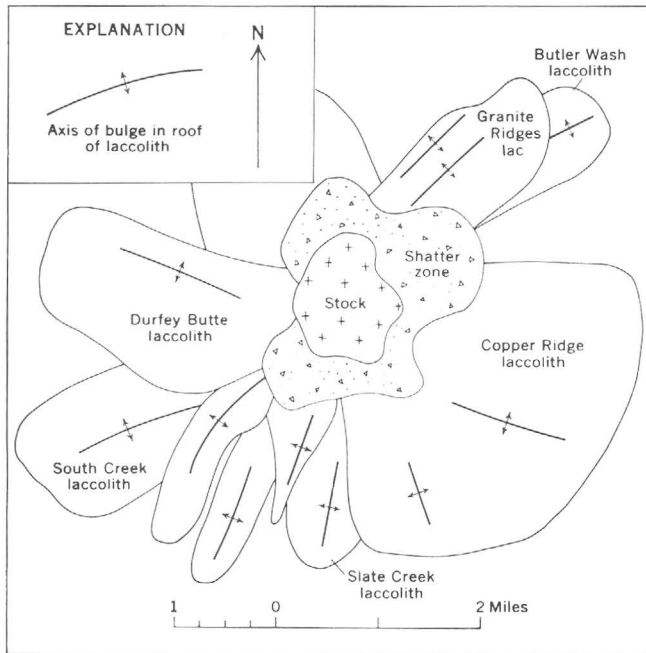 EXPLANATION
N
Axis of bulge in roof
of laccolith
Butler Wash
laccolith
Granite
Ridges
lac
Shatter
zone
Stock
Durfey Butte
laccolith
Copper Ridge
laccolith
South Creek
laccolith
Slate Creek
laccolith
1 0 2 Miles